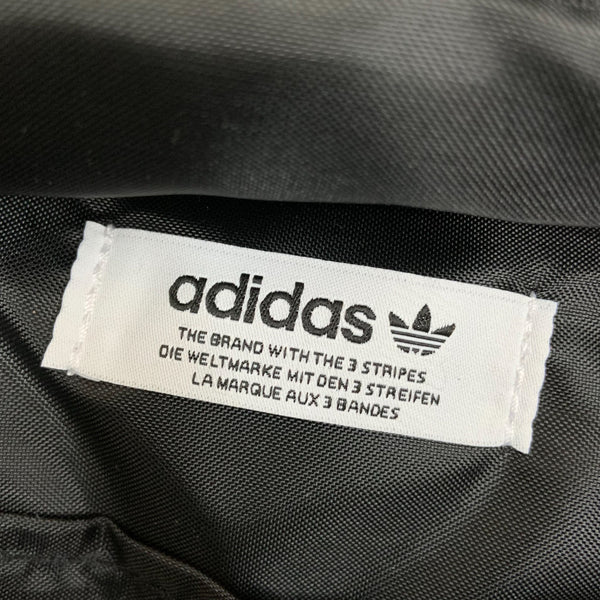 adidas
THE BRAND WITH THE 3 STRIPES
DIE WELTMARKE MIT DEN 3 STREIFEN
LA MARQUE AUX 3 BANDES